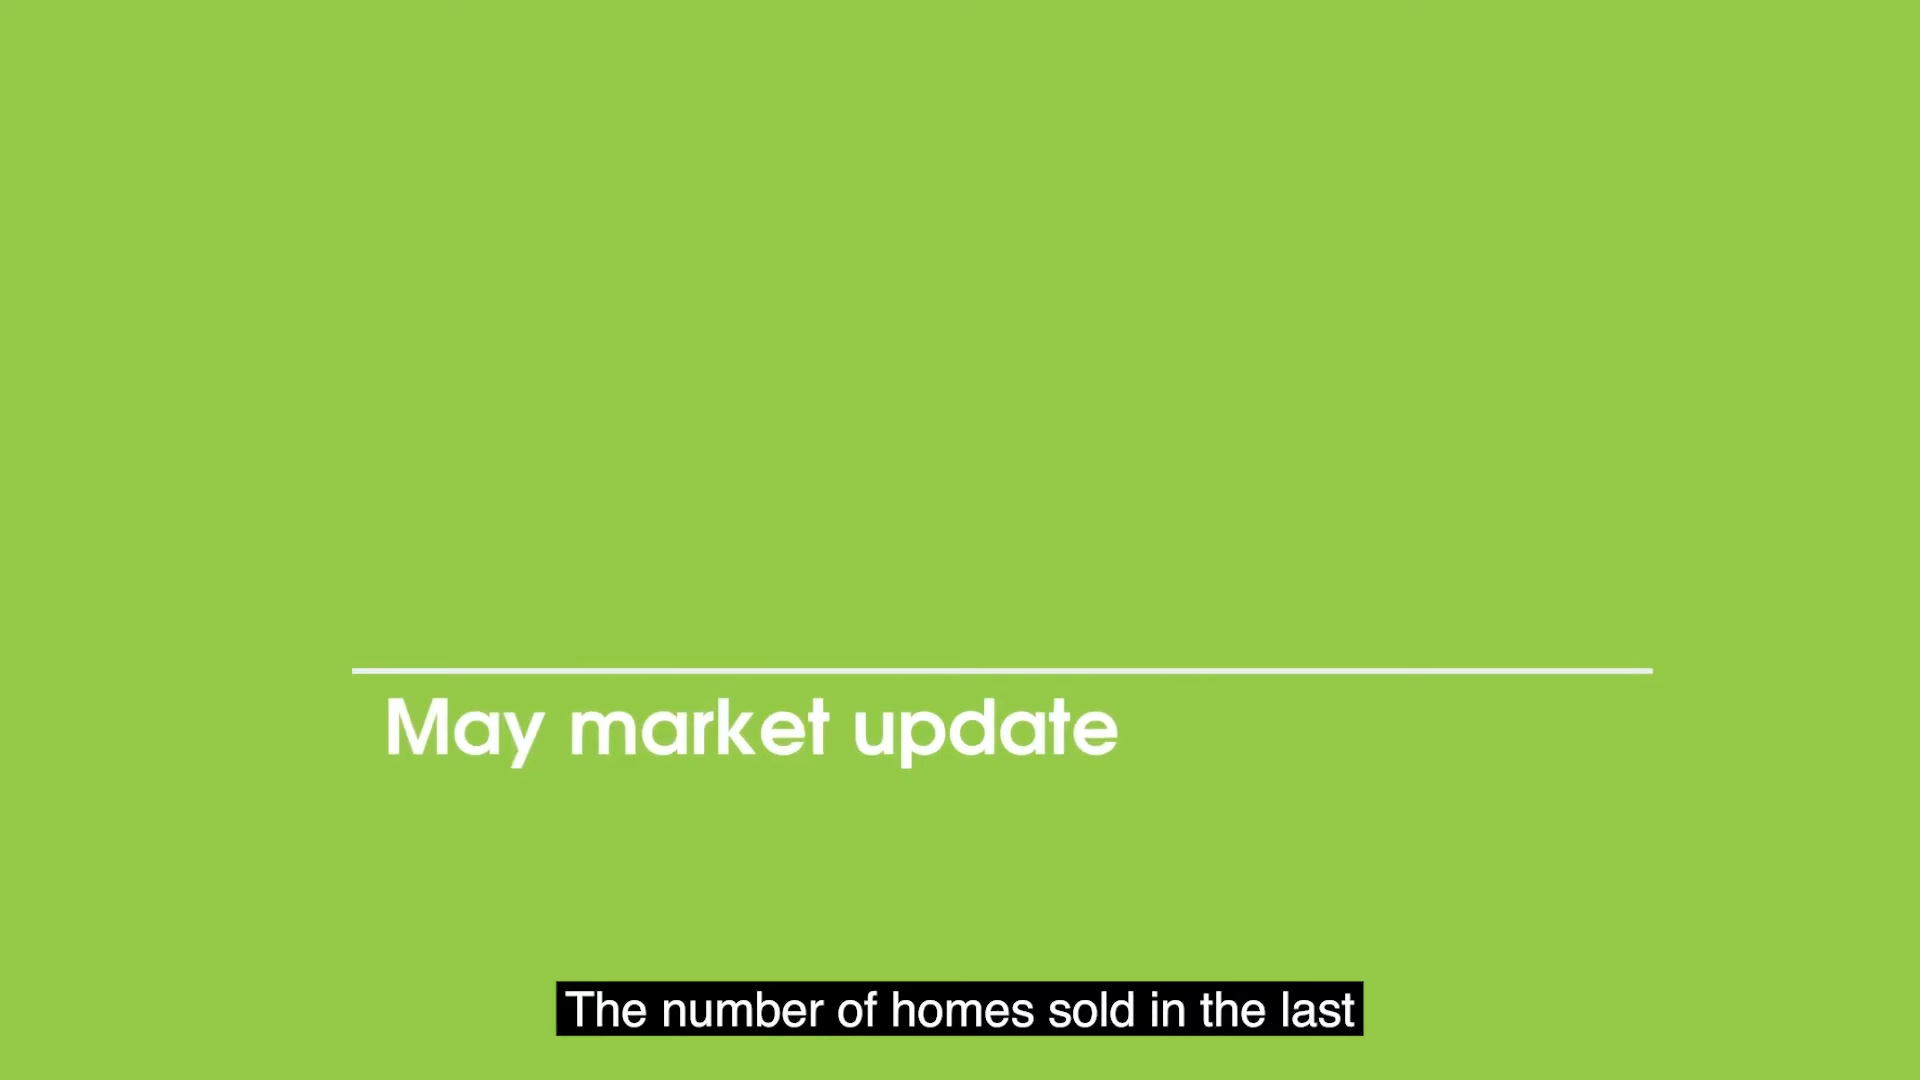 May market update
The number of homes sold in the last